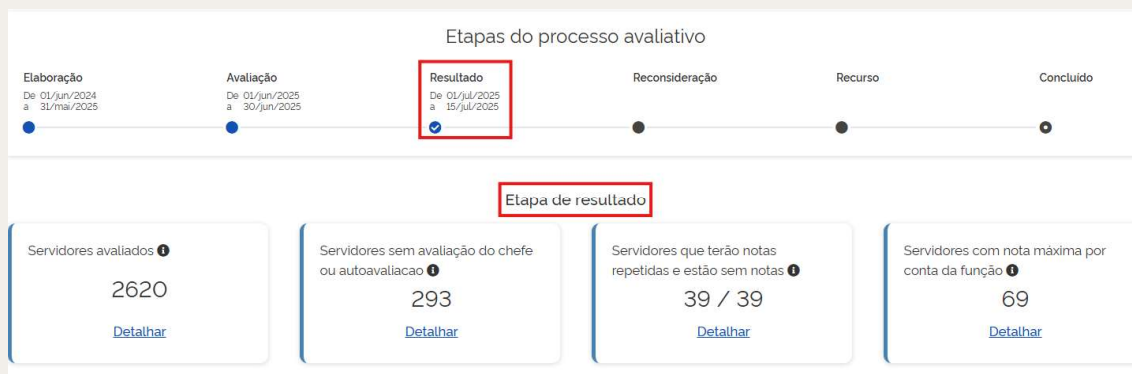 Etapas do processo avaliativo
Elaboração
De 01/jun/2024
a 31/mai/2025
Avaliação
De 01/jun/2025
a 30/jun/2025
Resultado
De 01/jul/2025
a 15/jul/2025
Reconsideração
Recurso
Concluído
Etapa de resultado
Servidores avaliados
2620
Detalhar
Servidores sem avaliação do chefe
ou autoavaliacao
293
Detalhar
Servidores que terão notas
repetidas e estão sem notas
39 / 39
Detalhar
Servidores com nota máxima por
conta da função
69
Detalhar